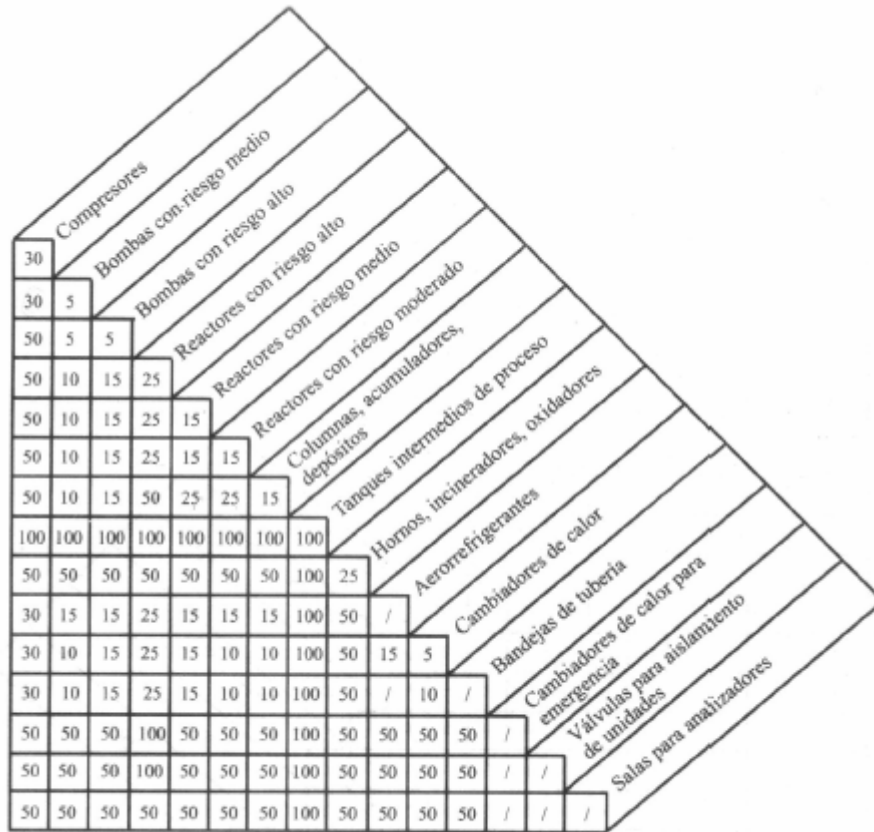 Compresores
30
Bombas con riesgo medio
30 5
Bombas con riesgo alto
50 5 5
Reactores con riesgo alto
50 10 15 25
Reactores con riesgo medio
50 10 15 25 15
Reactores con riesgo moderado
50 10 15 25 15 15
Columnas, acumuladores,
depósitos
50 10 15 50 25 25 15
Tanques intermedios de proceso
100 100 100 100 100 100 100 100
Hornos, incineradores, oxidadores
50 50 50 50 50 50 50 100 25
Aerorrefrigerantes
30 15 15 25 15 15 15 100 50 /
Cambiadores de calor
30 10 15 25 15 10 10 100 50 15 5
Bandejas de tubería
30 10 15 25 15 10 10 100 50 / 10 /
Cambiadores de calor para
emergencia
50 50 50 100 50 50 50 100 50 50 50 50 /
Válvulas para aislamiento
de unidades
50 50 50 100 50 50 50 100 50 50 50 50 / /
Salas para analizadores
50 50 50 50 50 50 50 100 50 50 50 50 / / /